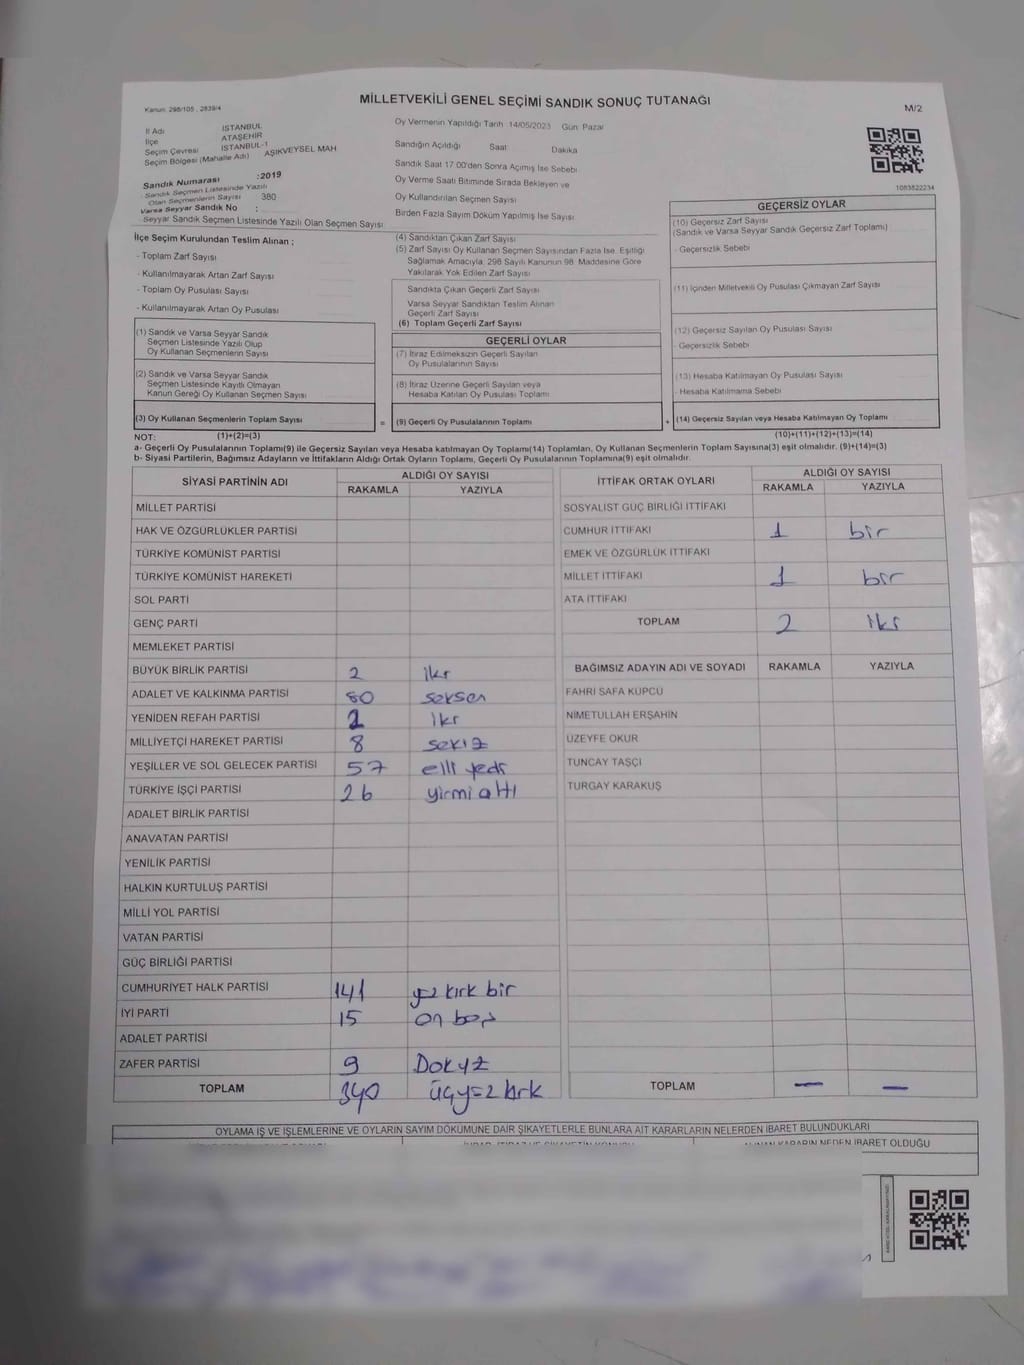 MİLLETVEKİLİ GENEL SEÇİMİ SANDIK SONUÇ TUTANAĞI
Kanun: 298/105 , 2839/4
M/2
İl Adı İSTANBUL
İlçe ATAŞEHİR
Seçim Çevresi İSTANBUL-1
Seçim Bölgesi (Mahalle Adı) AŞIKVEYSEL MAH
Sandık Numarası :2019
Sandık Seçmen Listesinde Yazılı
Olan Seçmenlerin Sayısı 380
Varsa Seyyar Sandık No :
Seyyar Sandık Seçmen Listesinde Yazılı Olan Seçmen Sayısı
Oy Vermenin Yapıldığı Tarih 14/05/2023 Gün Pazar
Sandığın Açıldığı Saat Dakika
Sandık Saat 17.00'den Sonra Açılmış İse Sebebi
Oy Verme Saati Bitiminde Sırada Bekleyen ve
Oy Kullandırılan Seçmen Sayısı
Birden Fazla Sayım Döküm Yapılmış İse Sayısı
1083822234
İlçe Seçim Kurulundan Teslim Alınan ;
- Toplam Zarf Sayısı
- Kullanılmayarak Artan Zarf Sayısı
- Toplam Oy Pusulası Sayısı
- Kullanılmayarak Artan Oy Pusulası
(1) Sandık ve Varsa Seyyar Sandık
Seçmen Listesinde Yazılı Olup
Oy Kullanan Seçmenlerin Sayısı
(2) Sandık ve Varsa Seyyar Sandık
Seçmen Listesinde Kayıtlı Olmayan
Kanun Gereği Oy Kullanan Seçmen Sayısı
(3) Oy Kullanan Seçmenlerin Toplam Sayısı
=
(4) Sandıktan Çıkan Zarf Sayısı
(5) Zarf Sayısı Oy Kullanan Seçmen Sayısından Fazla İse, Eşitliği
Sağlamak Amacıyla, 298 Sayılı Kanunun 98. Maddesine Göre
Yakılarak Yok Edilen Zarf Sayısı
Sandıkta Çıkan Geçerli Zarf Sayısı
Varsa Seyyar Sandıktan Teslim Alınan
Geçerli Zarf Sayısı
(6) Toplam Geçerli Zarf Sayısı
GEÇERLİ OYLAR
(7) İtiraz Edilmeksizin Geçerli Sayılan
Oy Pusulalarının Sayısı
(8) İtiraz Üzerine Geçerli Sayılan veya
Hesaba Katılan Oy Pusulası Toplamı
(9) Geçerli Oy Pusulalarının Toplamı
+
GEÇERSİZ OYLAR
(10) Geçersiz Zarf Sayısı
(Sandık ve Varsa Seyyar Sandık Geçersiz Zarf Toplamı)
- Geçersizlik Sebebi
(11) İçinden Milletvekili Oy Pusulası Çıkmayan Zarf Sayısı
(12) Geçersiz Sayılan Oy Pusulası Sayısı
- Geçersizlik Sebebi
(13) Hesaba Katılmayan Oy Pusulası Sayısı
- Hesaba Katılmama Sebebi
(14) Geçersiz Sayılan veya Hesaba Katılmayan Oy Toplamı
NOT: (1)+(2)=(3) (10)+(11)+(12)+(13)=(14)
a- Geçerli Oy Pusulalarının Toplamı(9) ile Geçersiz Sayılan veya Hesaba katılmayan Oy Toplamı(14) Toplamları, Oy Kullanan Seçmenlerin Toplam Sayısına(3) eşit olmalıdır. (9)+(14)=(3)
b- Siyasi Partilerin, Bağımsız Adayların ve İttifakların Aldığı Ortak Oyların Toplamı, Geçerli Oy Pusulalarının Toplamına(9) eşit olmalıdır.
SİYASİ PARTİNİN ADI ALDIĞI OY SAYISI
RAKAMLA YAZIYLA
MİLLET PARTİSİ
HAK VE ÖZGÜRLÜKLER PARTİSİ
TÜRKİYE KOMÜNİST PARTİSİ
TÜRKİYE KOMÜNİST HAREKETİ
SOL PARTİ
GENÇ PARTİ
MEMLEKET PARTİSİ
BÜYÜK BİRLİK PARTİSİ 2 iki
ADALET VE KALKINMA PARTİSİ 80 seksen
YENİDEN REFAH PARTİSİ 2 iki
MİLLİYETÇİ HAREKET PARTİSİ 8 sekiz
YEŞİLLER VE SOL GELECEK PARTİSİ 57 elli yedi
TÜRKİYE İŞÇİ PARTİSİ 26 yirmi altı
ADALET BİRLİK PARTİSİ
ANAVATAN PARTİSİ
YENİLİK PARTİSİ
HALKIN KURTULUŞ PARTİSİ
MİLLİ YOL PARTİSİ
VATAN PARTİSİ
GÜÇ BİRLİĞİ PARTİSİ
CUMHURİYET HALK PARTİSİ 141 yüz kırk bir
İYİ PARTİ 15 on beş
ADALET PARTİSİ
ZAFER PARTİSİ 9 Dokuz
TOPLAM 340 üçyüz kırk
İTTİFAK ORTAK OYLARI ALDIĞI OY SAYISI
RAKAMLA YAZIYLA
SOSYALİST GÜÇ BİRLİĞİ İTTİFAKI
CUMHUR İTTİFAKI 1 bir
EMEK VE ÖZGÜRLÜK İTTİFAKI
MİLLET İTTİFAKI 1 bir
ATA İTTİFAKI
TOPLAM 2 iki
BAĞIMSIZ ADAYIN ADI VE SOYADI RAKAMLA YAZIYLA
FAHRİ SAFA KÜPCÜ
NİMETULLAH ERŞAHİN
ÜZEYFE OKUR
TUNCAY TAŞÇI
TURGAY KARAKUŞ
TOPLAM — —
OYLAMA İŞ VE İŞLEMLERİNE VE OYLARIN SAYIM DÖKÜMÜNE DAİR ŞİKAYETLERLE BUNLARA AİT KARARLARIN NELERDEN İBARET BULUNDUKLARI
ALINAN KARARIN NEDEN İBARET OLDUĞU